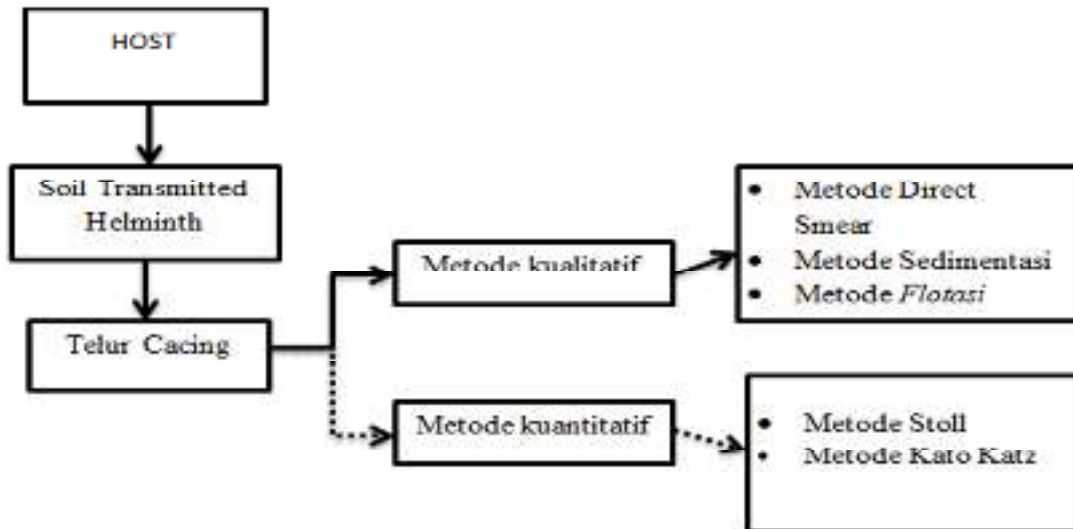 HOST
Soil Transmitted
Helminth
Telur Cacing
Metode kualitatif
• Metode Direct
Smear
• Metode Sedimentasi
• Metode Flotasi
Metode kuantitatif
• Metode Stoll
• Metode Kato Katz